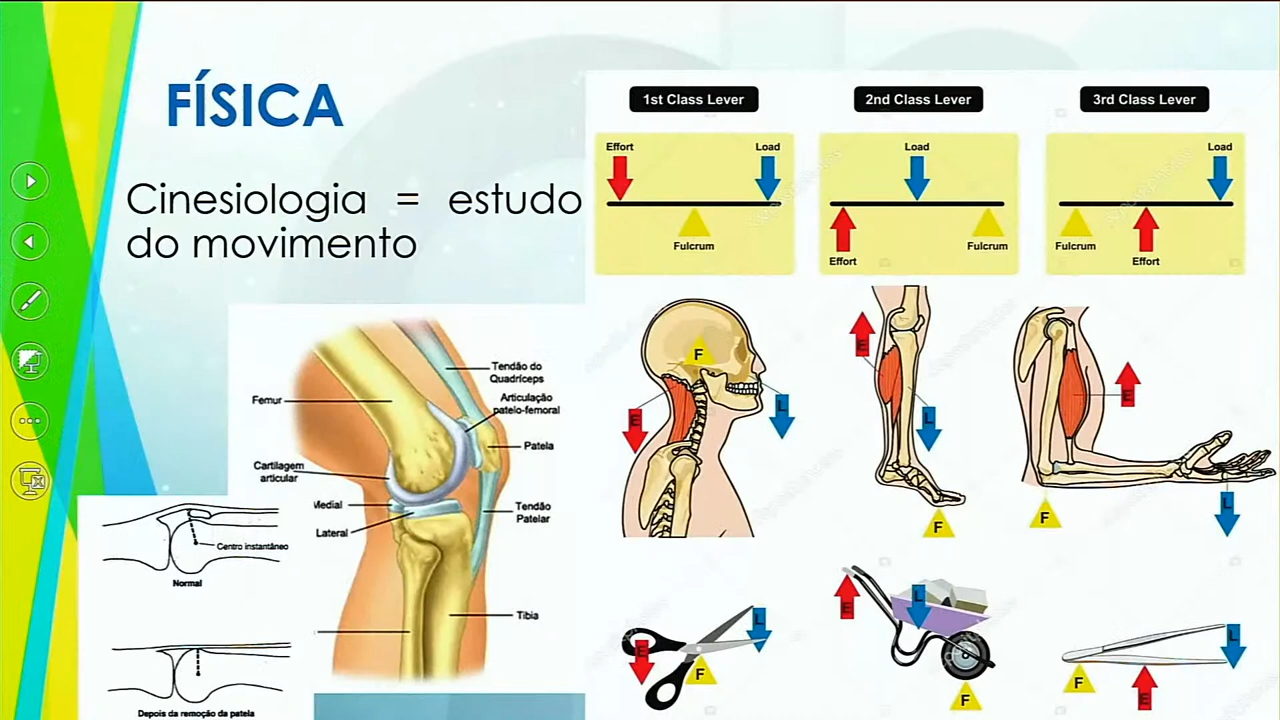 FÍSICA
Cinesiologia = estudo
do movimento
1st Class Lever
2nd Class Lever
3rd Class Lever
Effort
Load
Fulcrum
Load
Effort
Fulcrum
Load
Fulcrum
Effort
F
E
L
E
L
F
E
F
L
E
L
F
E
L
F
L
F
E
Tendão do
Quadríceps
Articulação
patelo-femoral
Femur
Patela
Cartilagem
articular
Medial
Lateral
Tendão
Patelar
Tibia
Centro instantâneo
Normal
Depois da remoção da patela